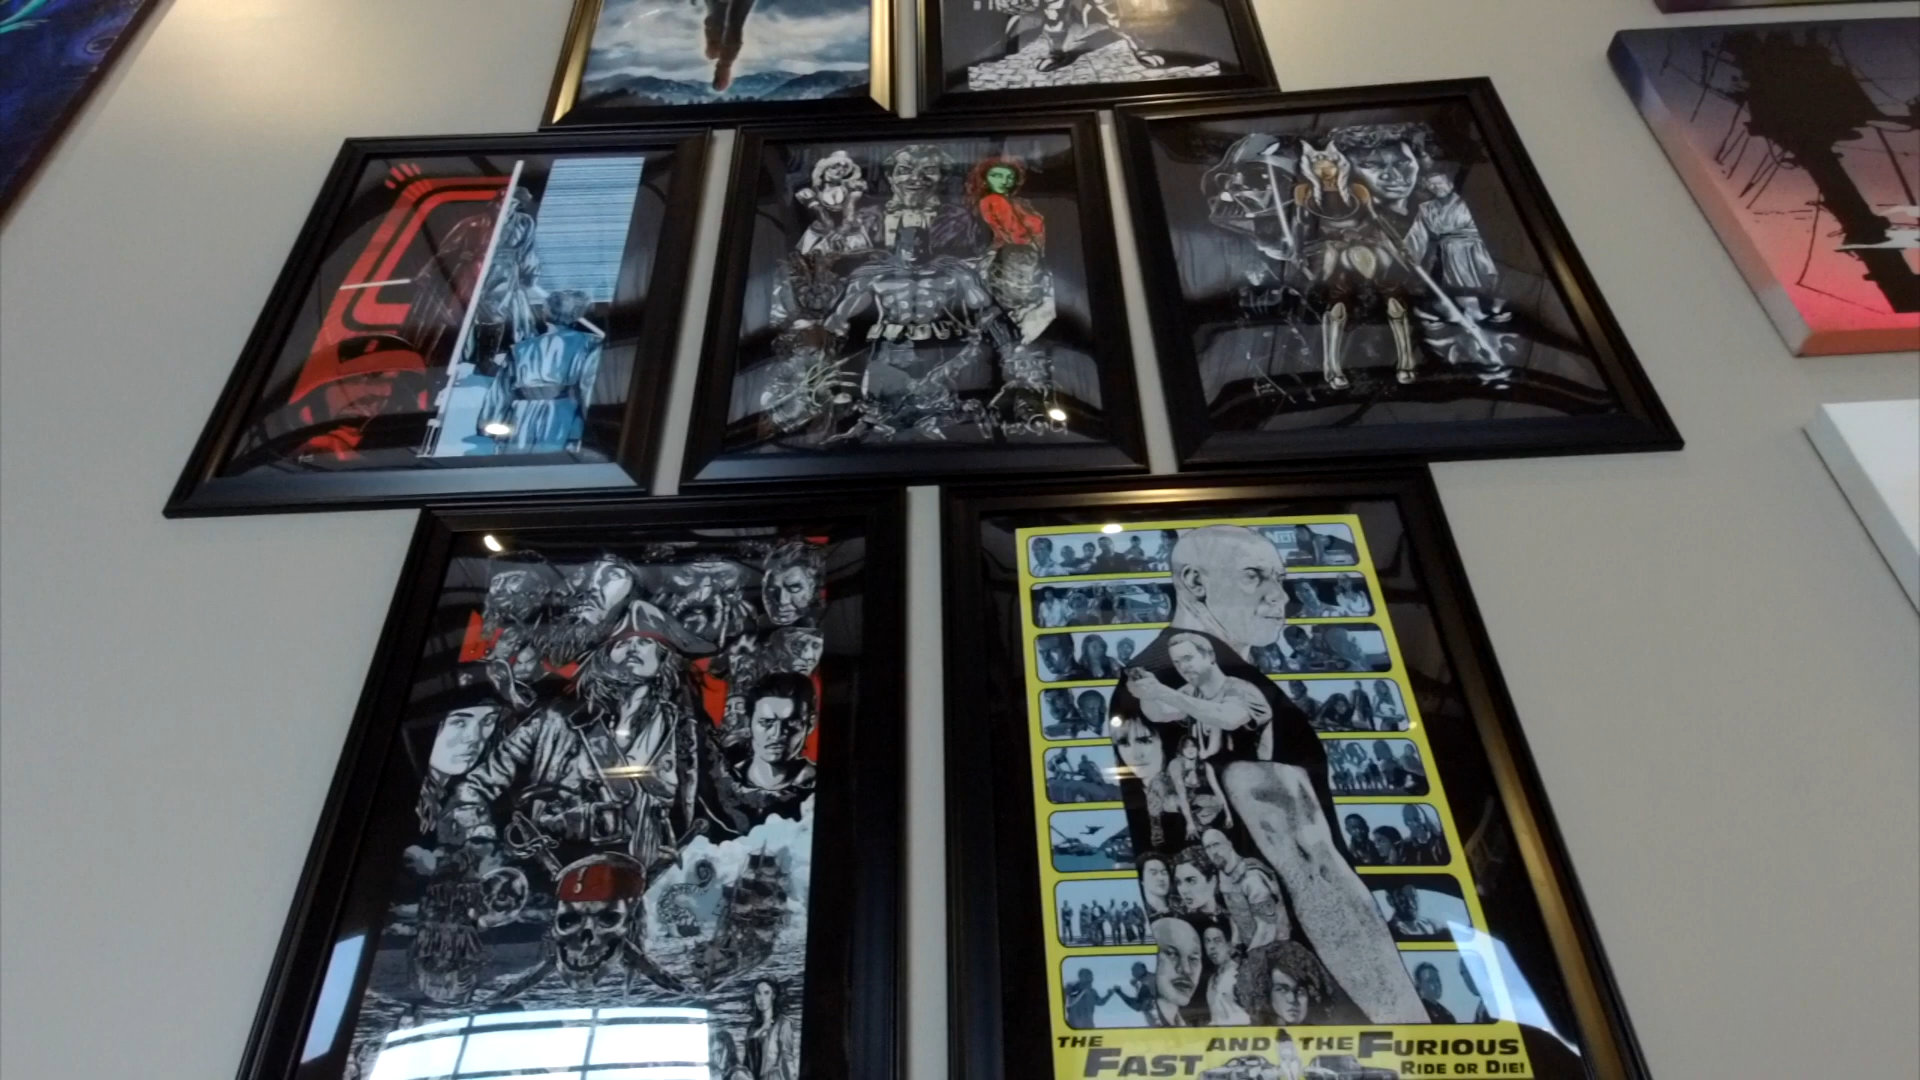 THE FAST AND THE FURIOUS
RIDE OR DIE!